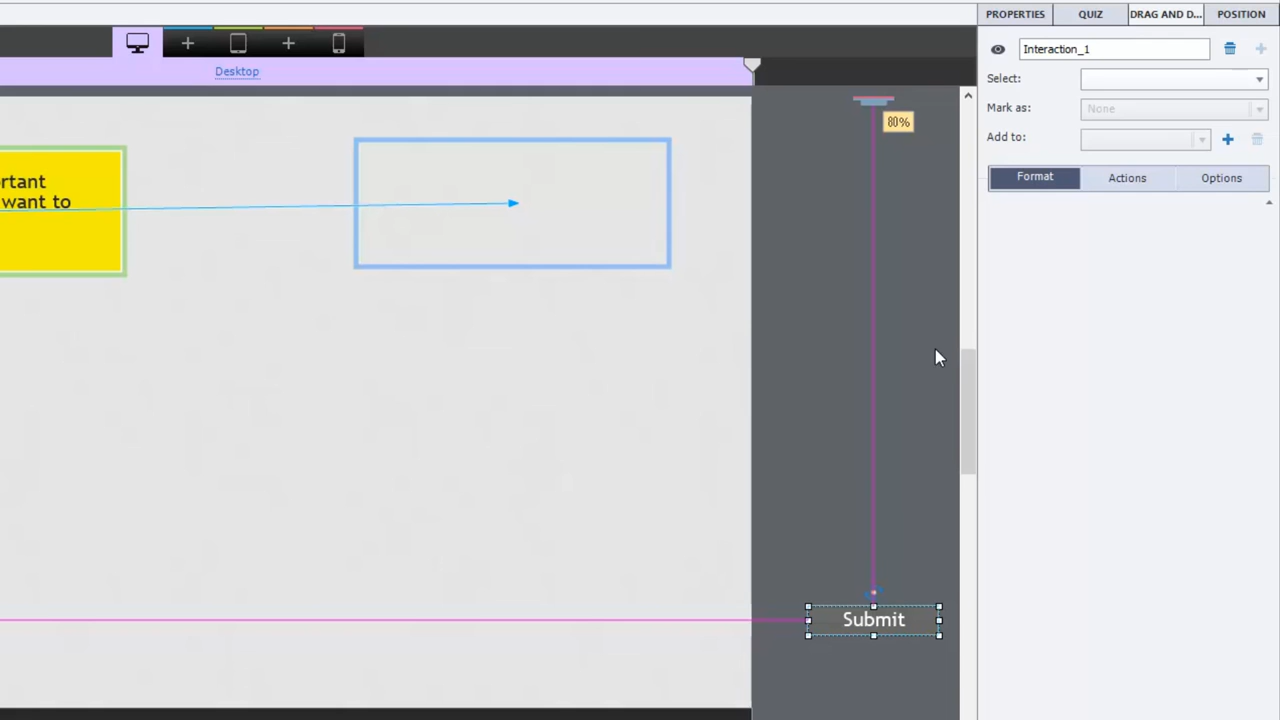 PROPERTIES
QUIZ
DRAG AND D...
POSITION
Interaction_1
Desktop
Select:
80%
Mark as:
None
Add to:
Format
Actions
Options
rtant
want to
Submit